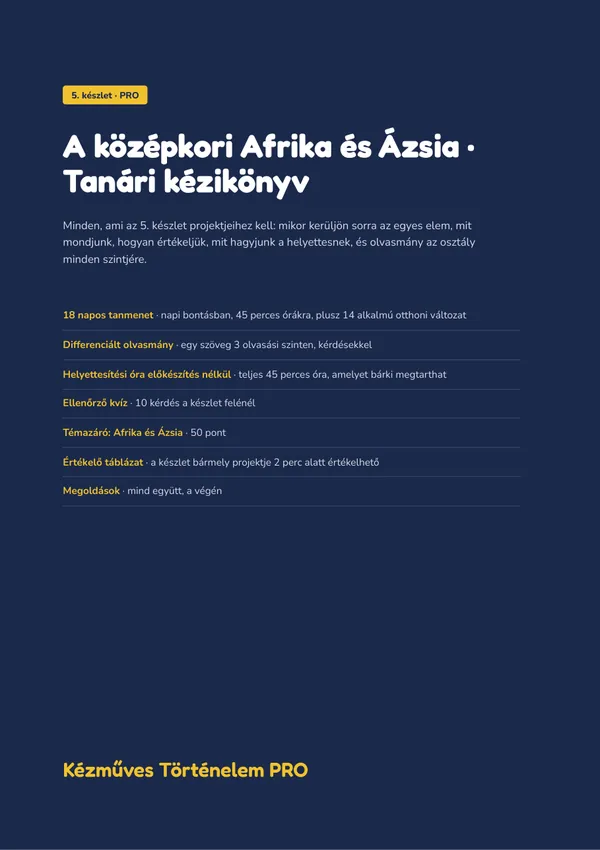 5. készlet · PRO
A középkori Afrika és Ázsia ·
Tanári kézikönyv
Minden, ami az 5. készlet projektjeihez kell: mikor kerüljön sorra az egyes elem, mit
mondjunk, hogyan értékeljük, mit hagyjunk a helyettesnek, és olvasmány az osztály
minden szintjére.
18 napos tanmenet · napi bontásban, 45 perces órákra, plusz 14 alkalmú otthoni változat
Differenciált olvasmány · egy szöveg 3 olvasási szinten, kérdésekkel
Helyettesítési óra előkészítés nélkül · teljes 45 perces óra, amelyet bárki megtarthat
Ellenőrző kvíz · 10 kérdés a készlet felénél
Témazáró: Afrika és Ázsia · 50 pont
Értékelő táblázat · a készlet bármely projektje 2 perc alatt értékelhető
Megoldások · mind együtt, a végén
Kézműves Történelem PRO